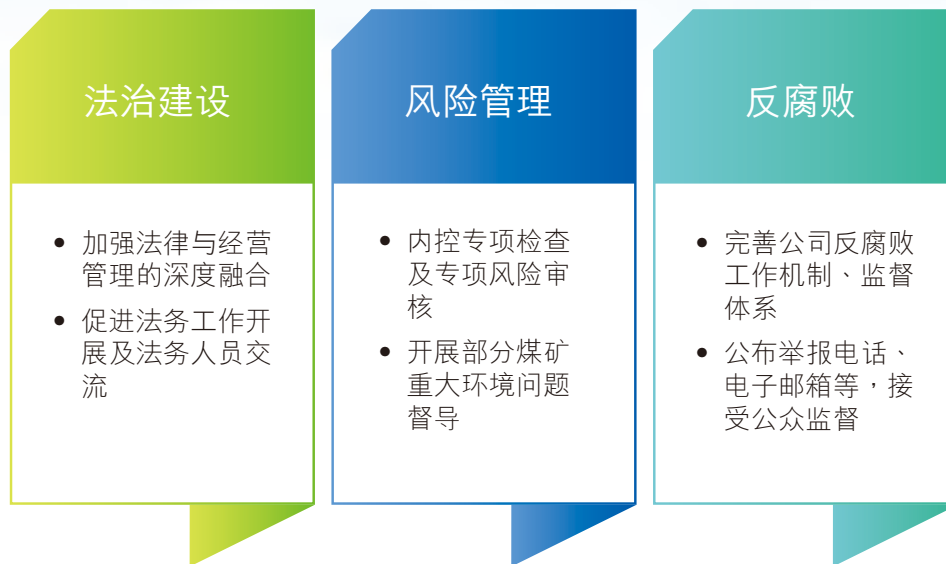 法治建设
• 加强法律与经营
管理的深度融合
• 促进法务工作开
展及法务人员交
流
风险管理
• 内控专项检查
及专项风险审
核
• 开展部分煤矿
重大环境问题
督导
反腐败
• 完善公司反腐败
工作机制、监督
体系
• 公布举报电话、
电子邮箱等，接
受公众监督